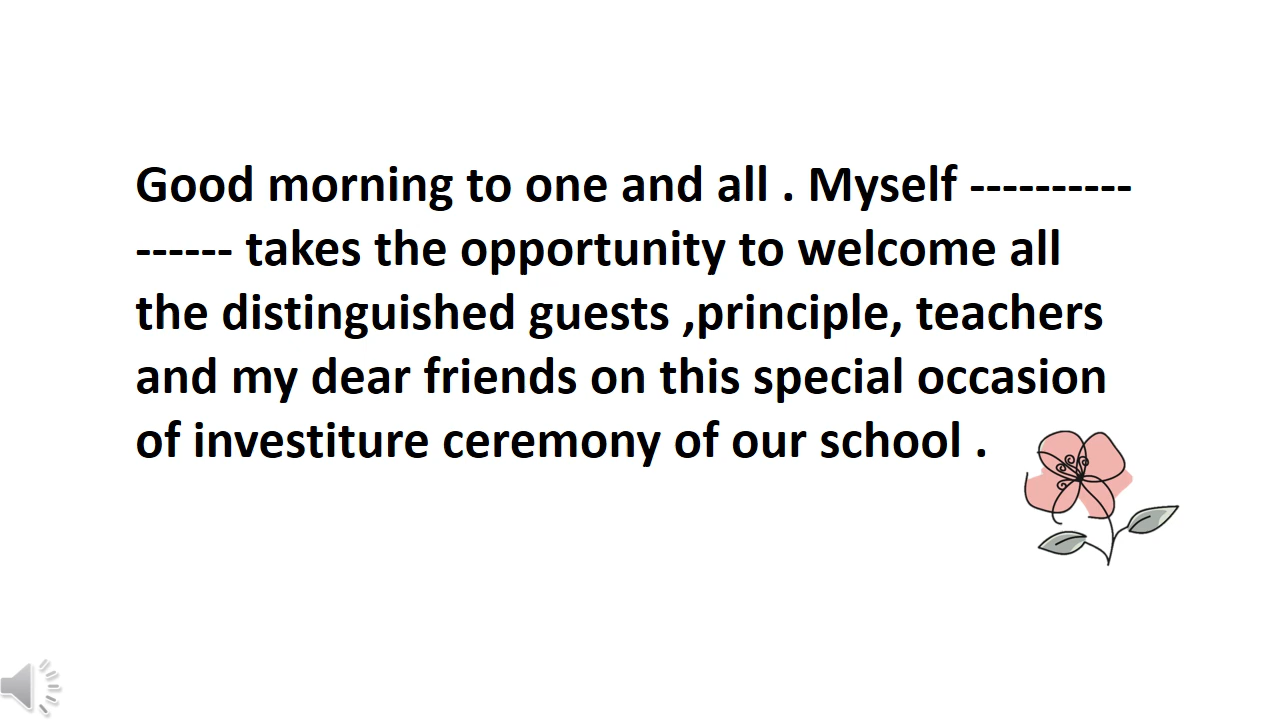 Good morning to one and all . Myself ----------
------ takes the opportunity to welcome all
the distinguished guests ,principle, teachers
and my dear friends on this special occasion
of investiture ceremony of our school .